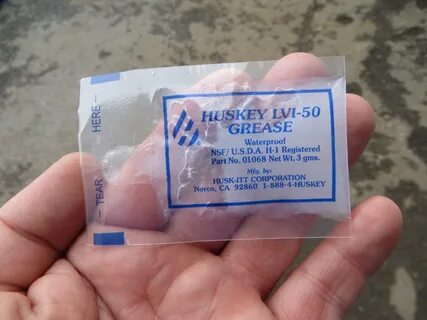 TEAR HERE
HUSKEY LVI-50
GREASE
Waterproof
NSF/U.S.D.A. H-1 Registered
Part No. 01068 Net Wt. 3 gms.
Mfg. by:
HUSK-ITT CORPORATION
Norco, CA 92860 1-888-4-HUSKEY